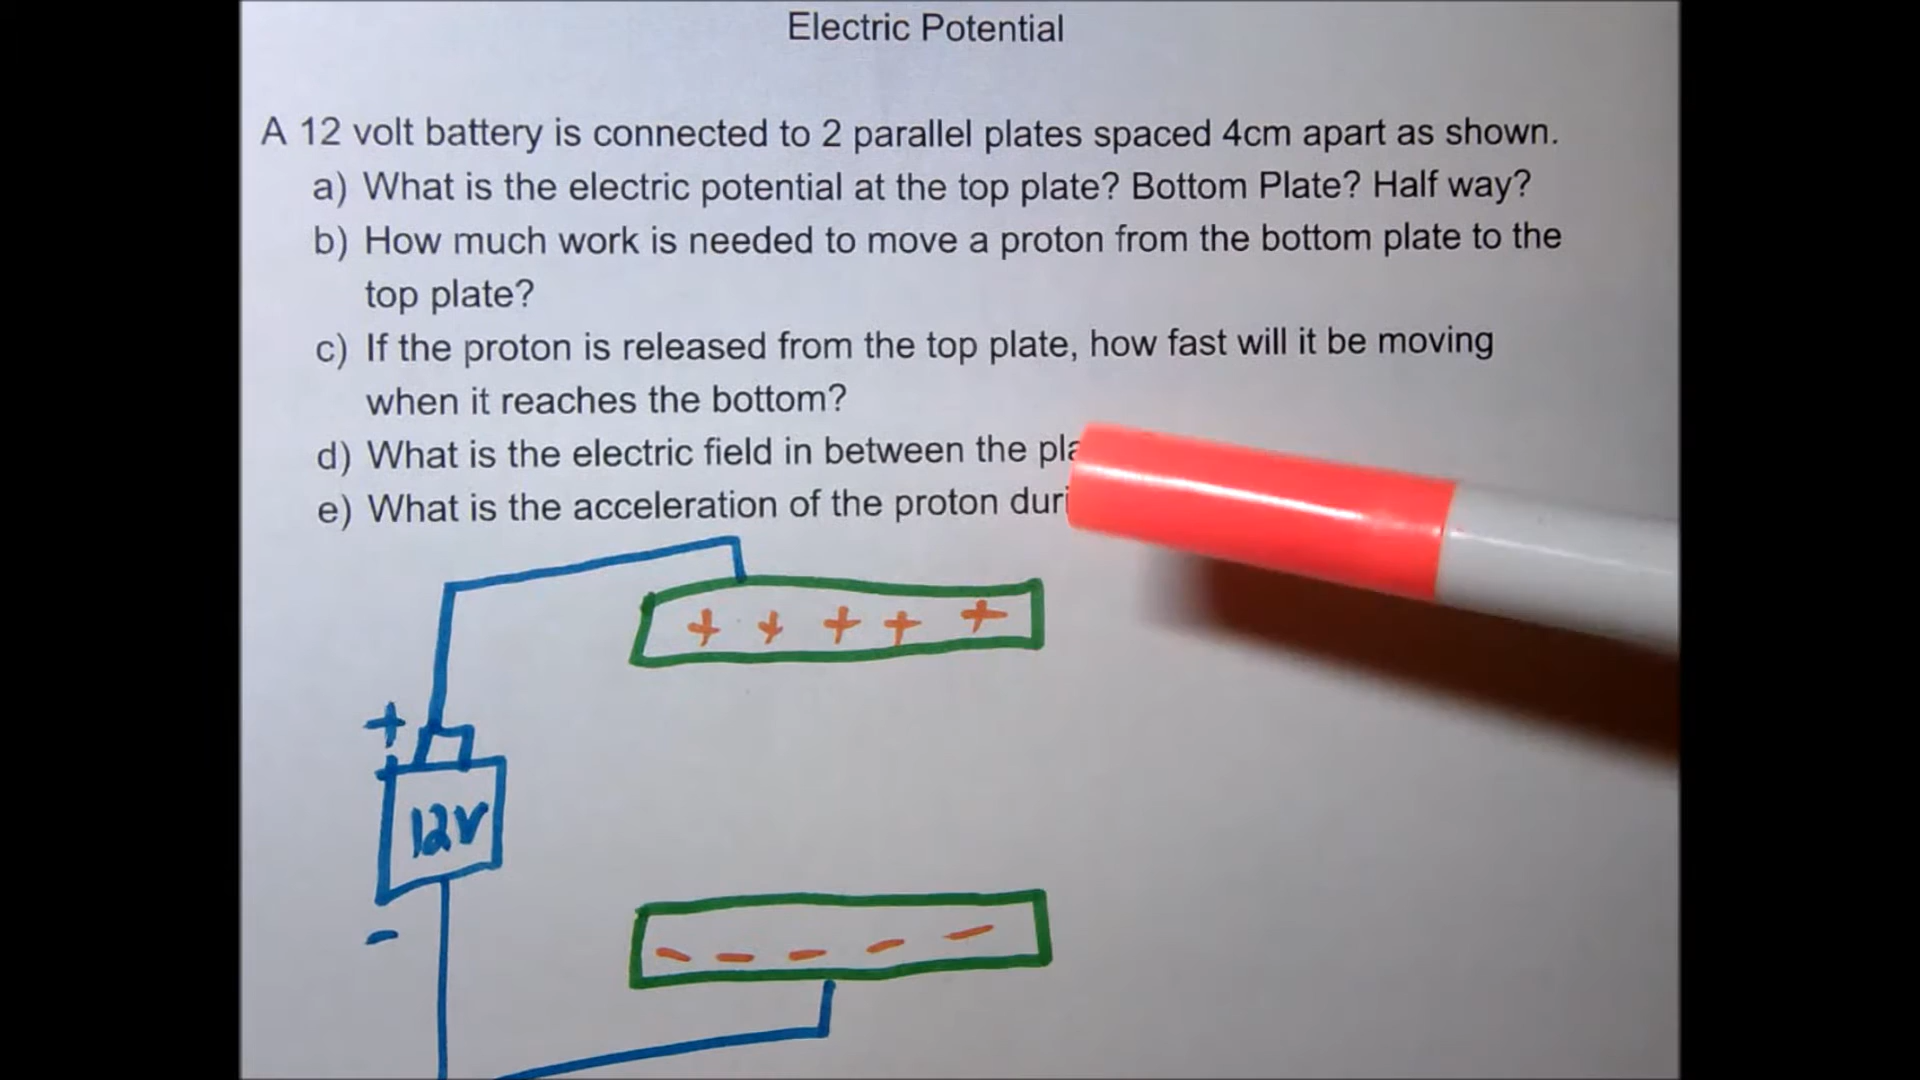 Electric Potential
A 12 volt battery is connected to 2 parallel plates spaced 4cm apart as shown.
a) What is the electric potential at the top plate? Bottom Plate? Half way?
b) How much work is needed to move a proton from the bottom plate to the
top plate?
c) If the proton is released from the top plate, how fast will it be moving
when it reaches the bottom?
d) What is the electric field in between the
e) What is the acceleration of the proton
+ + + + +
+
12V
-
- - - - -